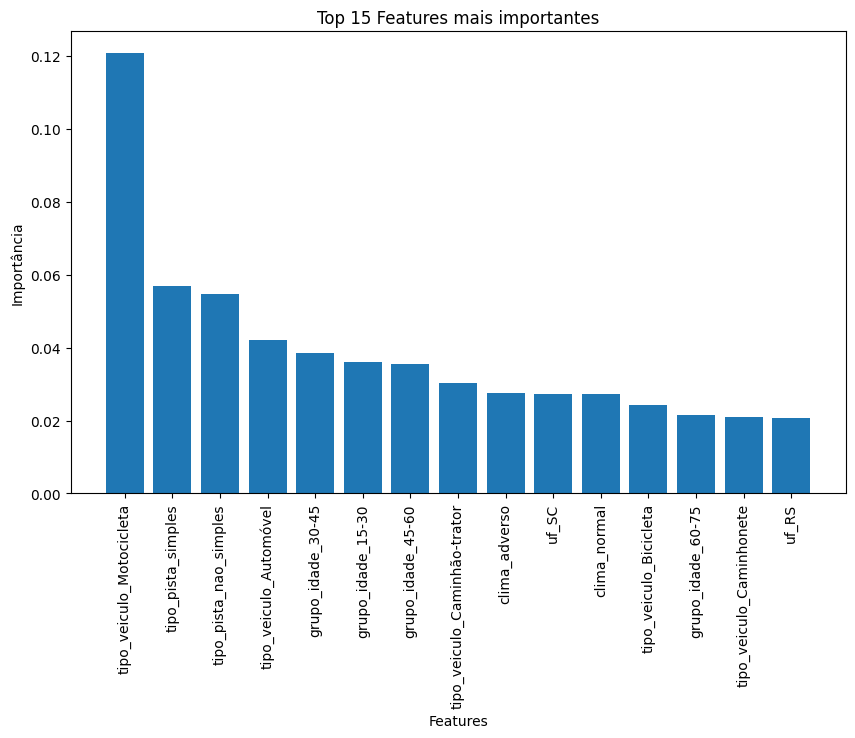 Top 15 Features mais importantes
Importância
0.12
0.10
0.08
0.06
0.04
0.02
0.00
tipo_veiculo_Motocicleta
tipo_pista_simples
tipo_pista_nao_simples
tipo_veiculo_Automóvel
grupo_idade_30-45
grupo_idade_15-30
grupo_idade_45-60
tipo_veiculo_Caminhão-trator
clima_adverso
uf_SC
clima_normal
tipo_veiculo_Bicicleta
grupo_idade_60-75
tipo_veiculo_Caminhonete
uf_RS
Features